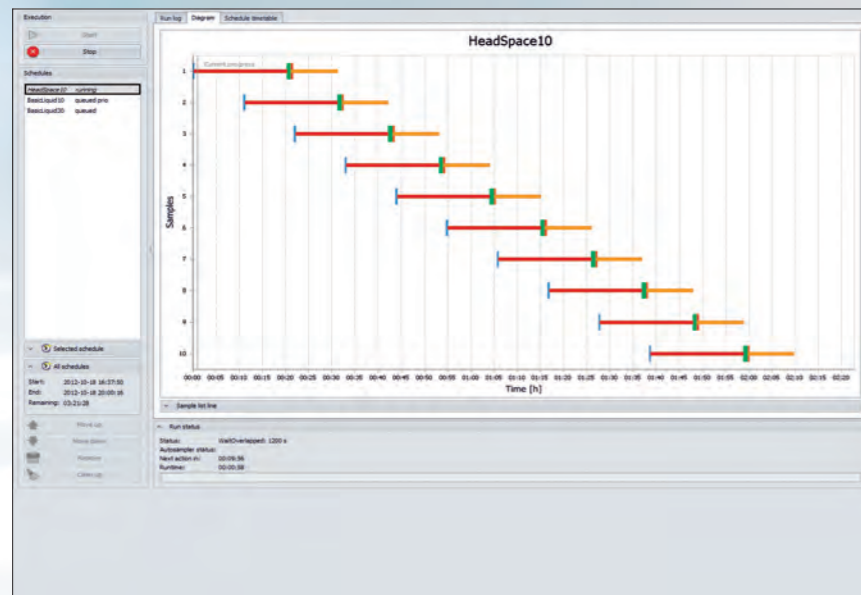 Execution
Start
Stop
Schedules
HeadSpace10 running
BasicLiquid10 queued prio
BasicLiquid20 queued
Selected schedule
All schedules
Start: 2012-10-18 16:37:50
End: 2012-10-18 20:00:16
Remaining: 03:21:28
Move up
Move down
Remove
Clean up
Run log Diagram Schedule timetable
HeadSpace10
Current progress
Samples
1
2
3
4
5
6
7
8
9
10
00:00 00:05 00:10 00:15 00:20 00:25 00:30 00:35 00:40 00:45 00:50 00:55 01:00 01:05 01:10 01:15 01:20 01:25 01:30 01:35 01:40 01:45 01:50 01:55 02:00 02:05 02:10 02:15 02:20
Time [h]
Sample list line
Run status
Status: WaitOverlapped: 1200 s
Autosampler status:
Next action in: 00:09:56
Runtime: 00:00:58